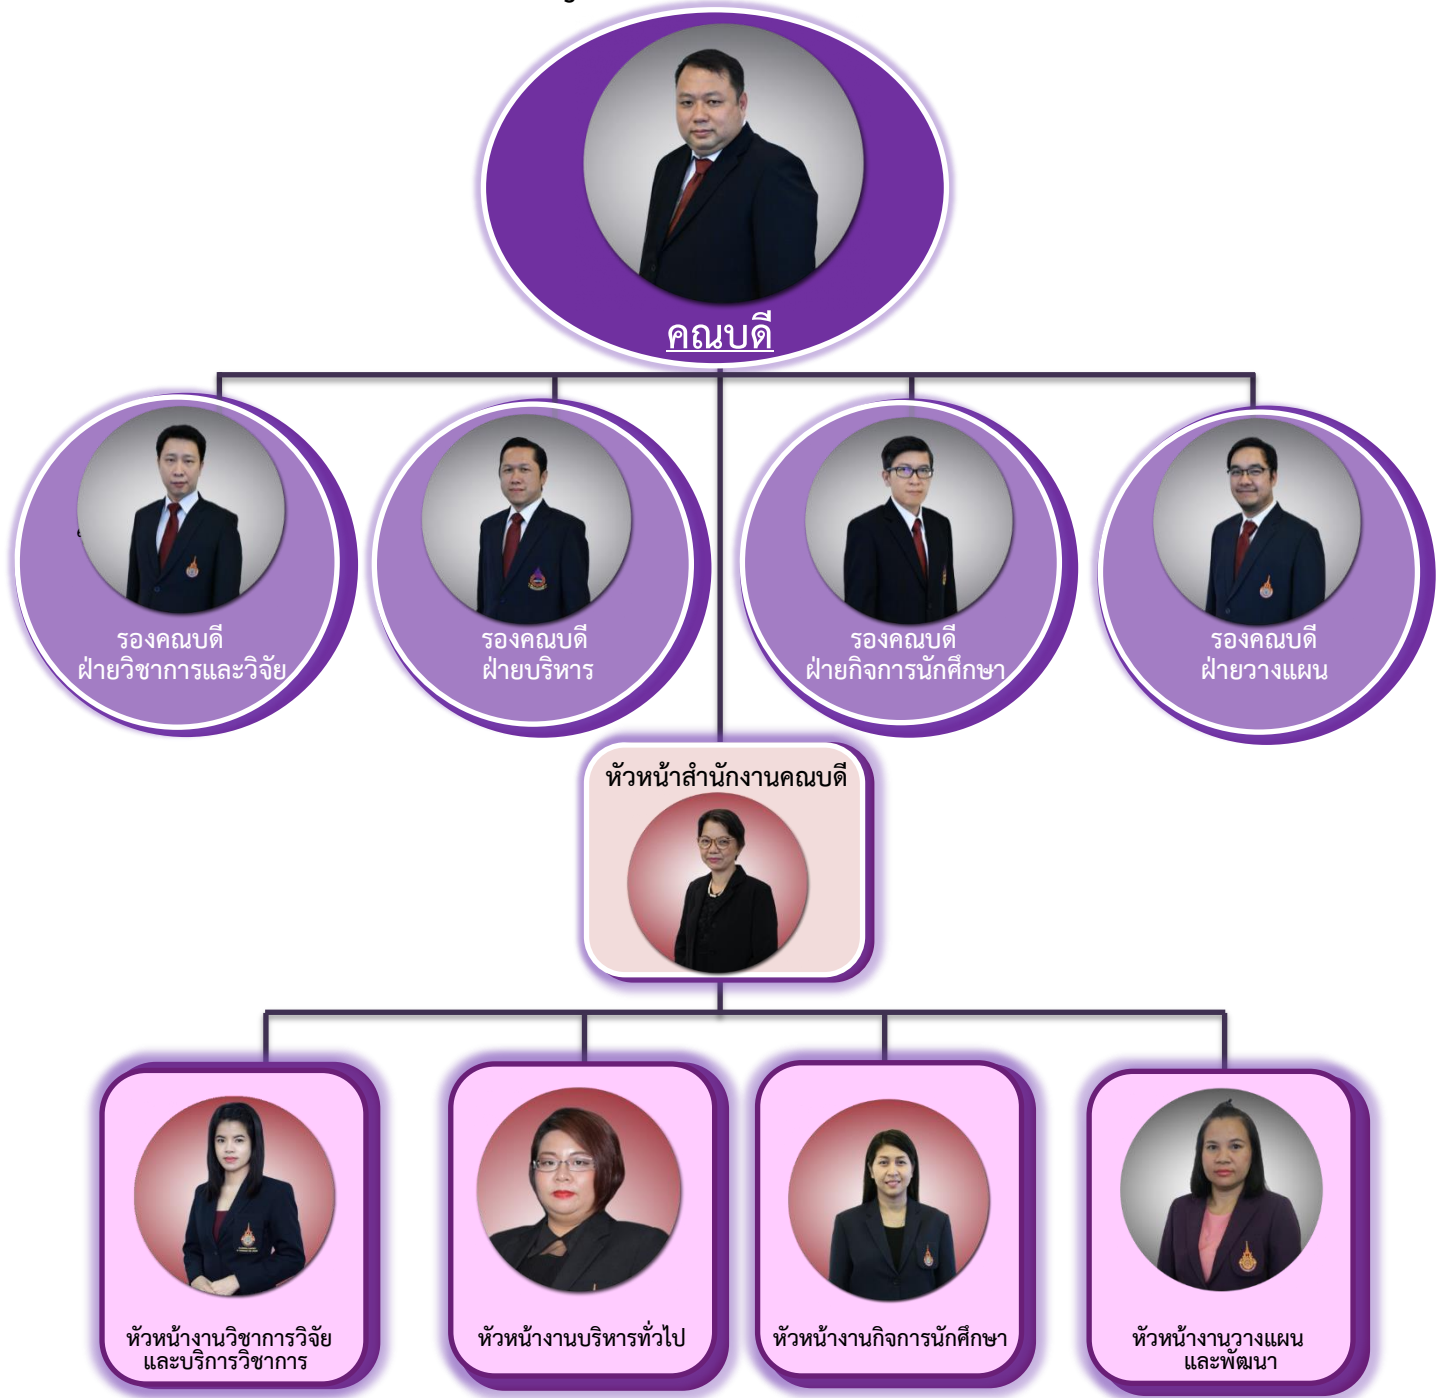 คณบดี
รองคณบดี
ฝ่ายวิชาการและวิจัย
รองคณบดี
ฝ่ายบริหาร
รองคณบดี
ฝ่ายกิจการนักศึกษา
รองคณบดี
ฝ่ายวางแผน
หัวหน้าสำนักงานคณบดี
หัวหน้างานวิชาการวิจัย
และบริการวิชาการ
หัวหน้างานบริหารทั่วไป
หัวหน้างานกิจการนักศึกษา
หัวหน้างานวางแผน
และพัฒนา